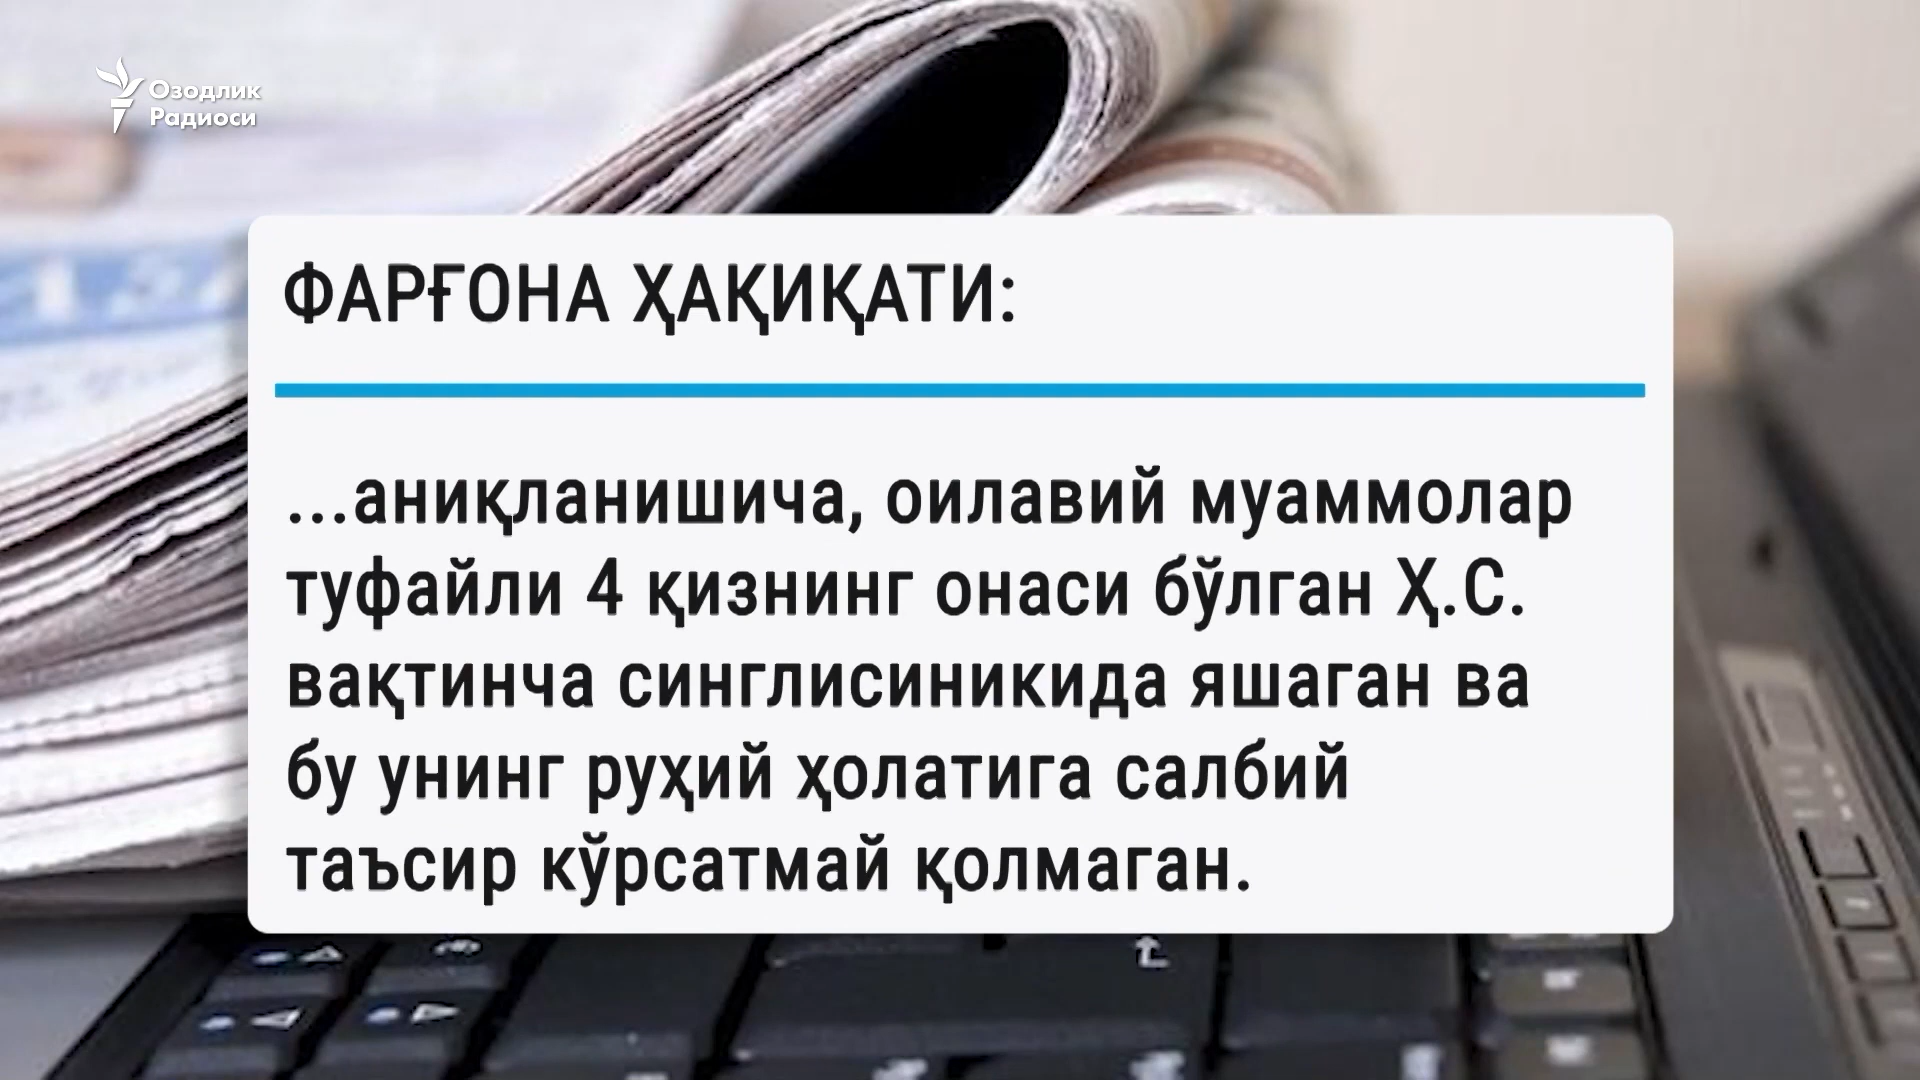 Озодлик
Радиоси
ФАРҒОНА ҲАҚИҚАТИ:
...аниқланишича, оилавий муаммолар
туфайли 4 қизнинг онаси бўлган Ҳ.С.
вақтинча синглисиникида яшаган ва
бу унинг руҳий ҳолатига салбий
таъсир кўрсатмай қолмаган.